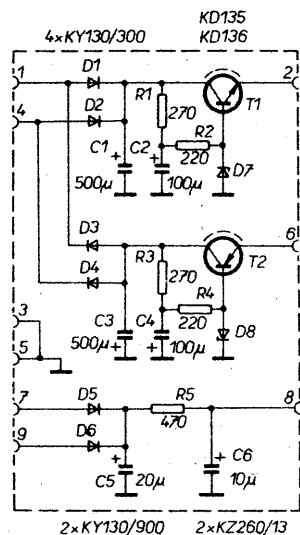 KD135
4×KY130/300 KD136
1 D1 2
4 D2 R1 T1
270 R2
C1 + C2 + 220 D7
500μ 100μ
D3 6
D4 R3 T2
270 R4
3 C3 C4 220 D8
5 500μ + 100μ +
7 D5 R5 8
470
9 D6 C6
+ +
C5 20μ 10μ
2×KY130/900 2×KZ260/13